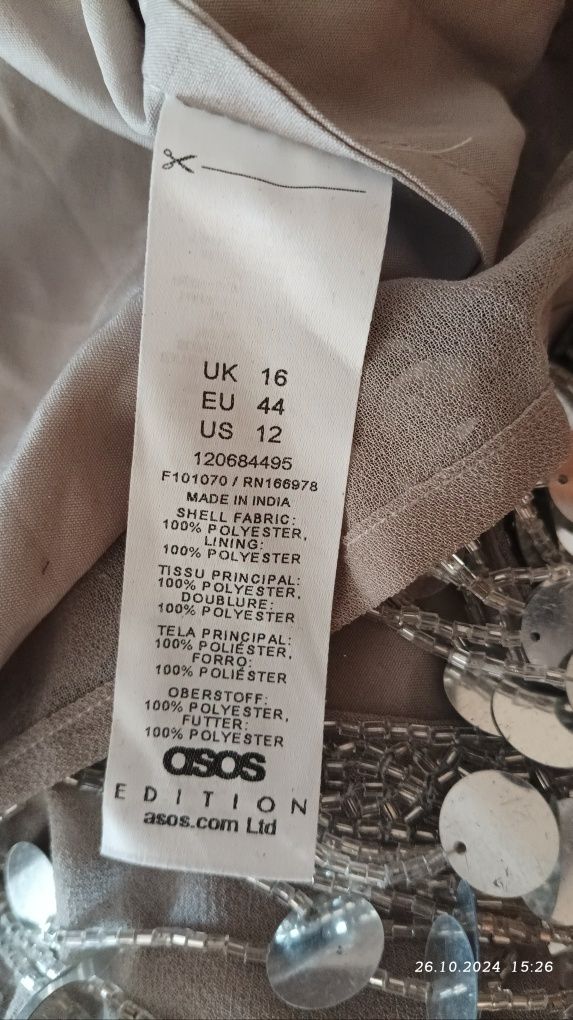 UK 16
EU 44
US 12
120684495
F101070 / RN166978
MADE IN INDIA
SHELL FABRIC:
100% POLYESTER,
LINING:
100% POLYESTER
TISSU PRINCIPAL:
100% POLYESTER,
DOUBLURE:
100% POLYESTER
TELA PRINCIPAL:
100% POLIÉSTER,
FORRO:
100% POLIÉSTER
OBERSTOFF:
100% POLYESTER,
FUTTER:
100% POLYESTER
asos
EDITION
asos.com Ltd
26.10.2024 15:26